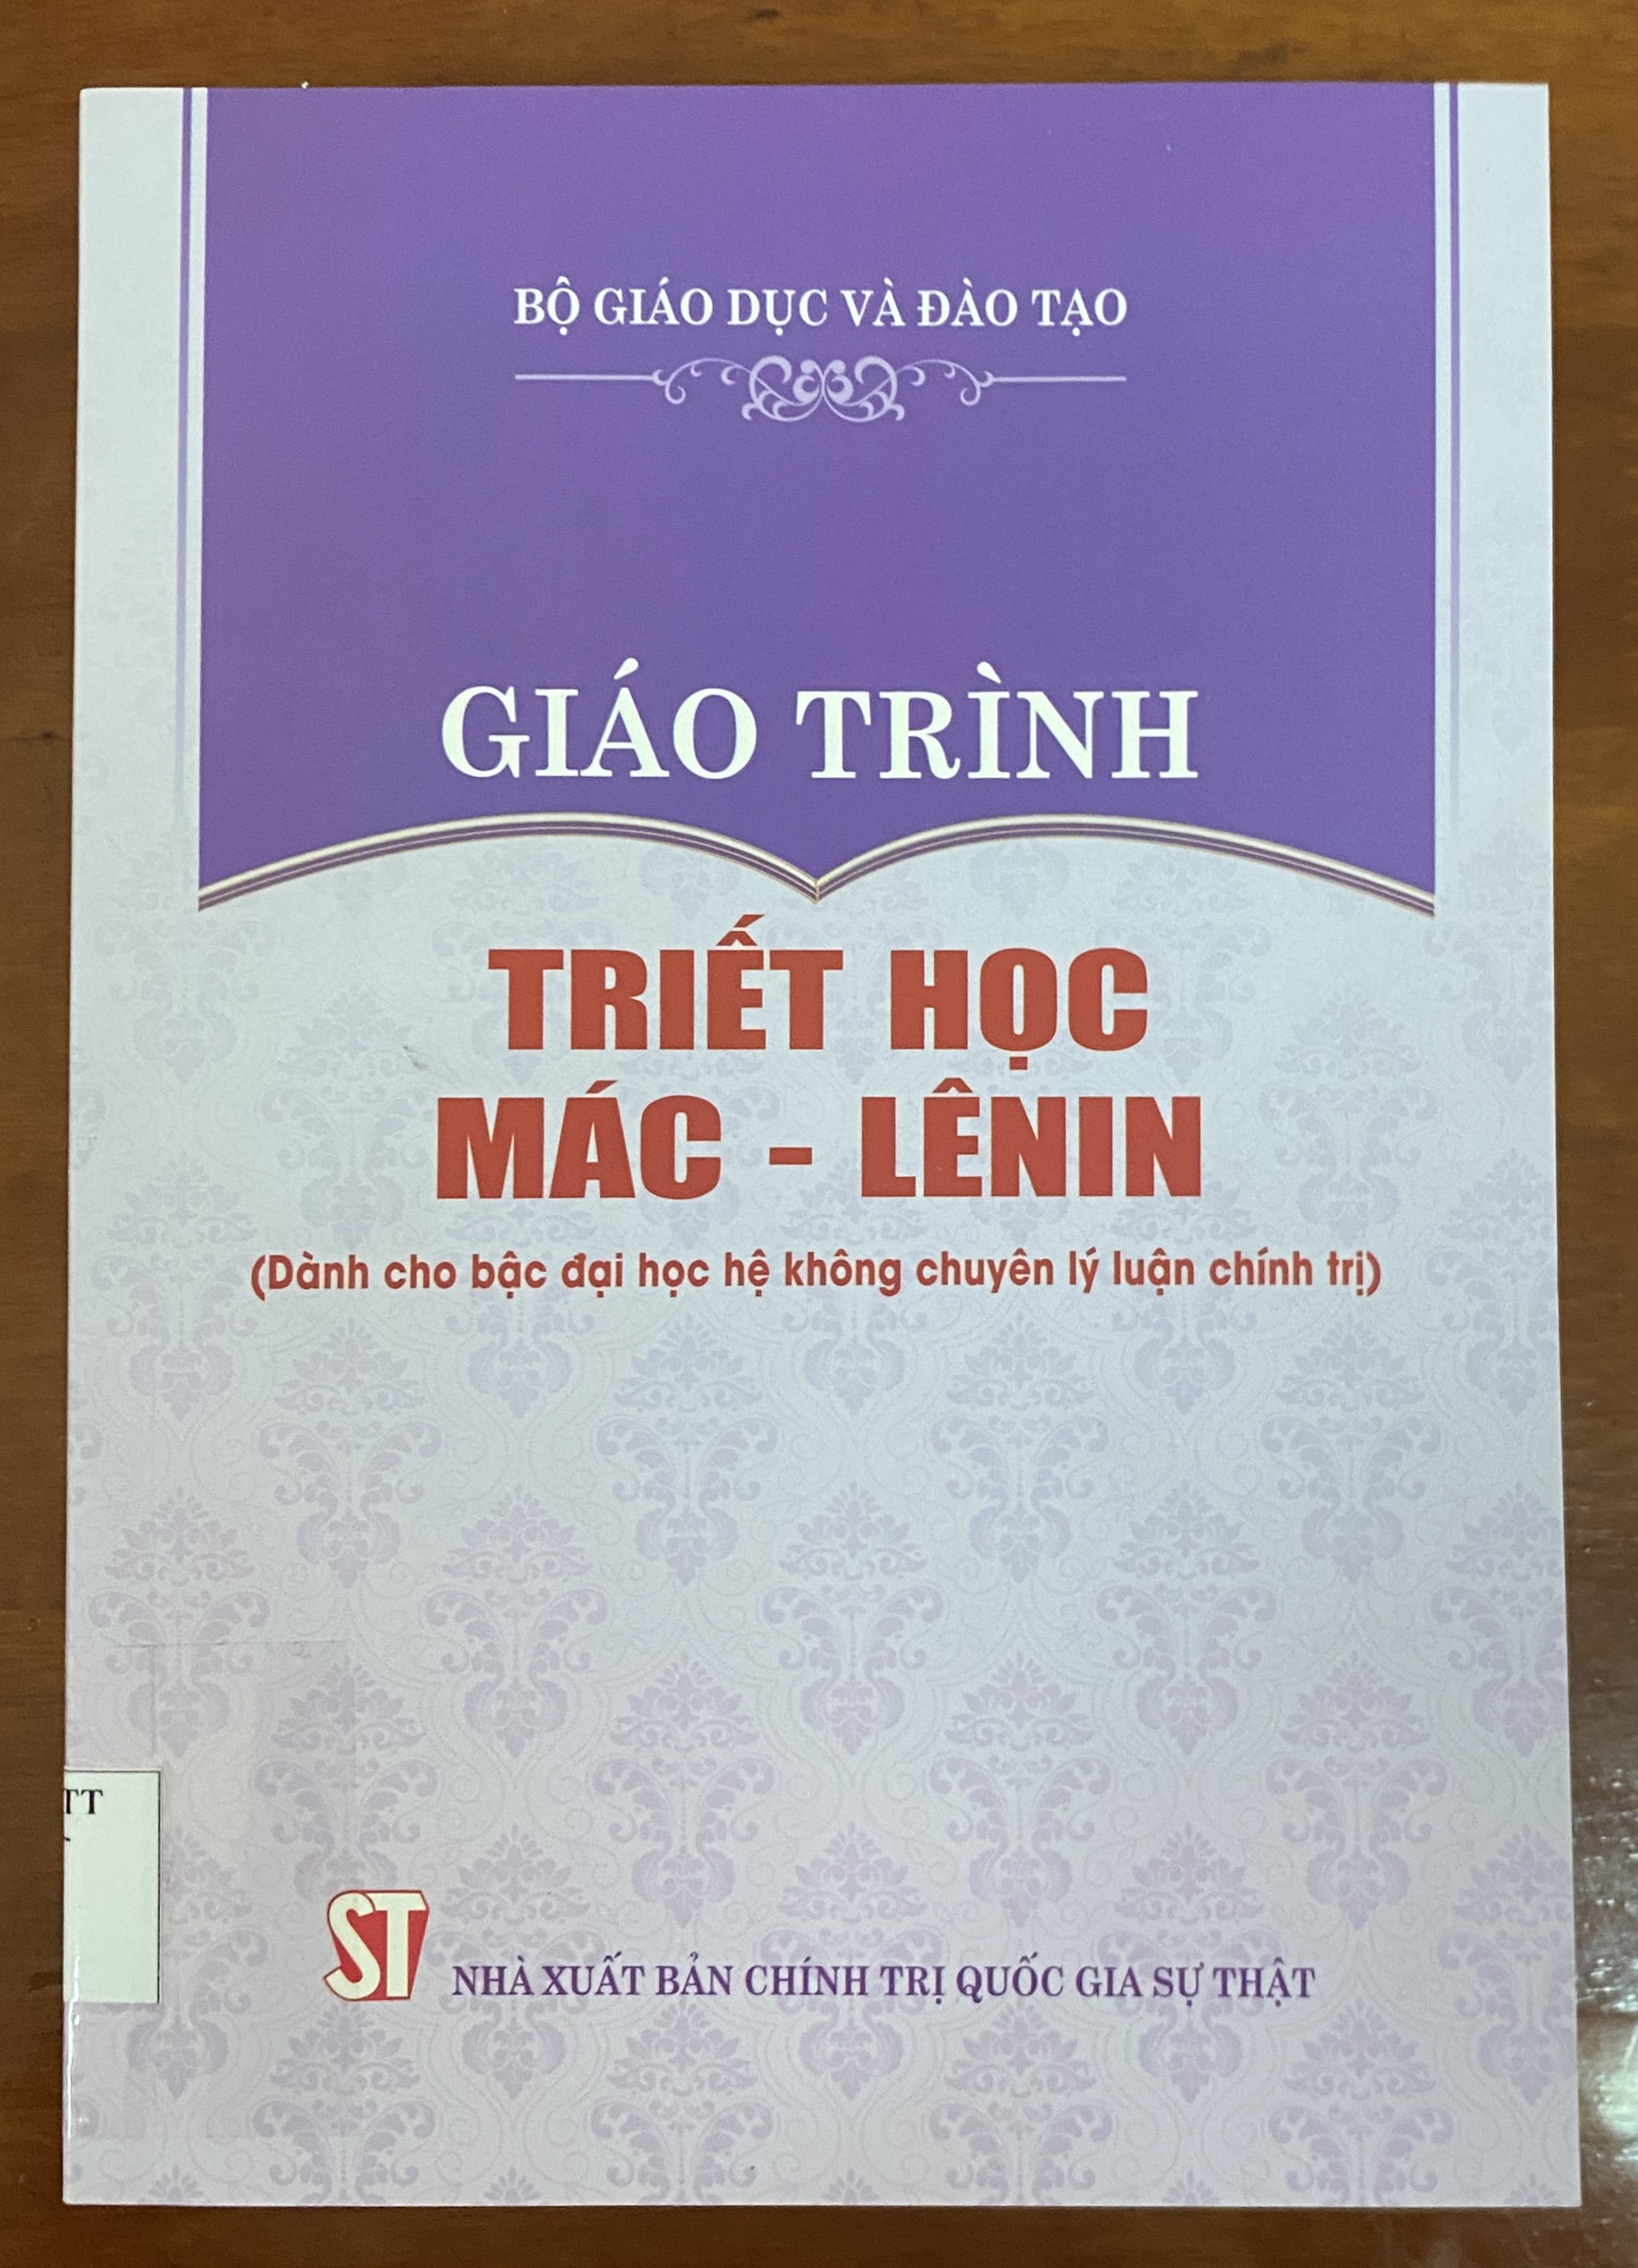 BỘ GIÁO DỤC VÀ ĐÀO TẠO
GIÁO TRÌNH
TRIẾT HỌC
MÁC - LÊNIN
(Dành cho bậc đại học hệ không chuyên lý luận chính trị)
TT
ST
NHÀ XUẤT BẢN CHÍNH TRỊ QUỐC GIA SỰ THẬT